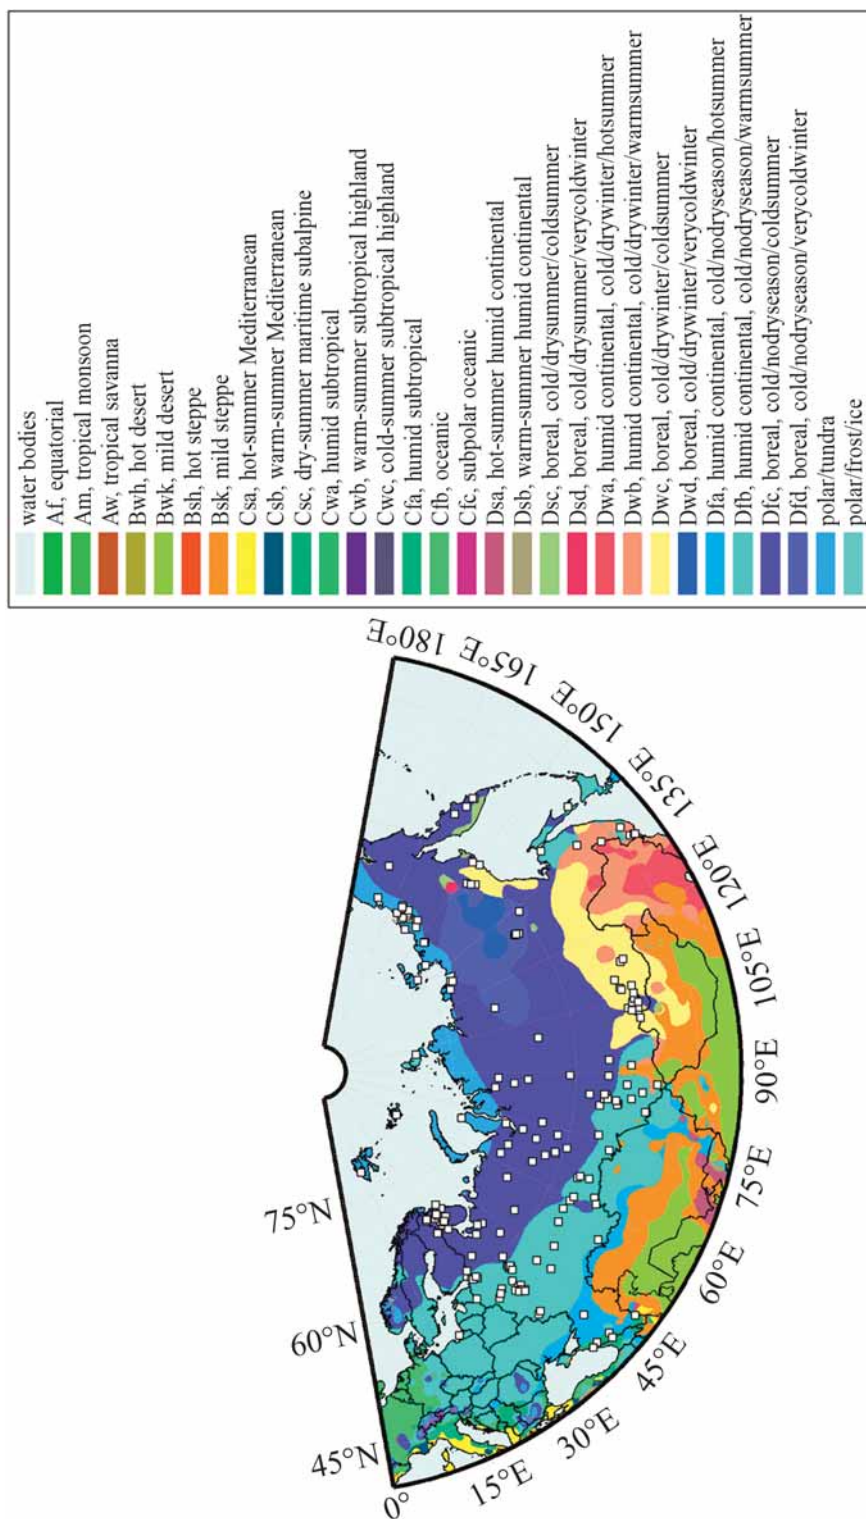 water bodies
Af, equatorial
Am, tropical monsoon
Aw, tropical savanna
Bwh, hot desert
Bwk, mild desert
Bsh, hot steppe
Bsk, mild steppe
Csa, hot-summer Mediterranean
Csb, warm-summer Mediterranean
Csc, dry-summer maritime subalpine
Cwa, humid subtropical
Cwb, warm-summer subtropical highland
Cwc, cold-summer subtropical highland
Cfa, humid subtropical
Cfb, oceanic
Cfc, subpolar oceanic
Dsa, hot-summer humid continental
Dsb, warm-summer humid continental
Dsc, boreal, cold/drysummer/coldsummer
Dsd, boreal, cold/drysummer/verycoldwinter
Dwa, humid continental, cold/drywinter/hotsummer
Dwb, humid continental, cold/drywinter/warmsummer
Dwc, boreal, cold/drywinter/coldsummer
Dwd, boreal, cold/drywinter/verycoldwinter
Dfa, humid continental, cold/nodryseason/hotsummer
Dfb, humid continental, cold/nodryseason/warmsummer
Dfc, boreal, cold/nodryseason/coldsummer
Dfd, boreal, cold/nodryseason/verycoldwinter
polar/tundra
polar/frost/ice
75°N
60°N
45°N
0°
15°E
30°E
45°E
60°E
75°E
90°E
105°E
120°E
135°E
150°E
165°E
180°E